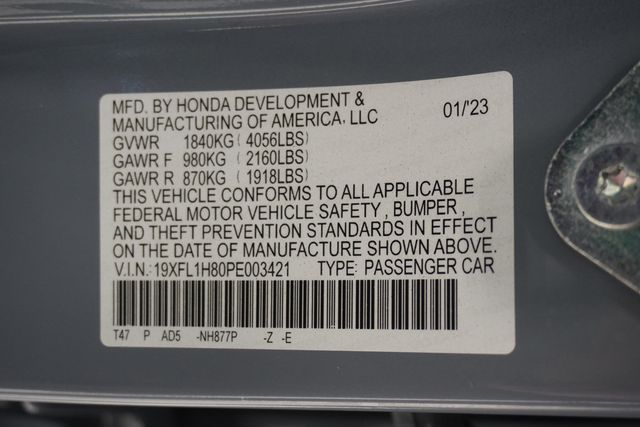 MFD. BY HONDA DEVELOPMENT &
MANUFACTURING OF AMERICA, LLC 01/'23
GVWR 1840KG (4056LBS)
GAWR F 980KG (2160LBS)
GAWR R 870KG (1918LBS)
THIS VEHICLE CONFORMS TO ALL APPLICABLE
FEDERAL MOTOR VEHICLE SAFETY , BUMPER ,
AND THEFT PREVENTION STANDARDS IN EFFECT
ON THE DATE OF MANUFACTURE SHOWN ABOVE.
V.I.N.: 19XFL1H80PE003421 TYPE: PASSENGER CAR
T47 P AD5 -NH877P -Z -E